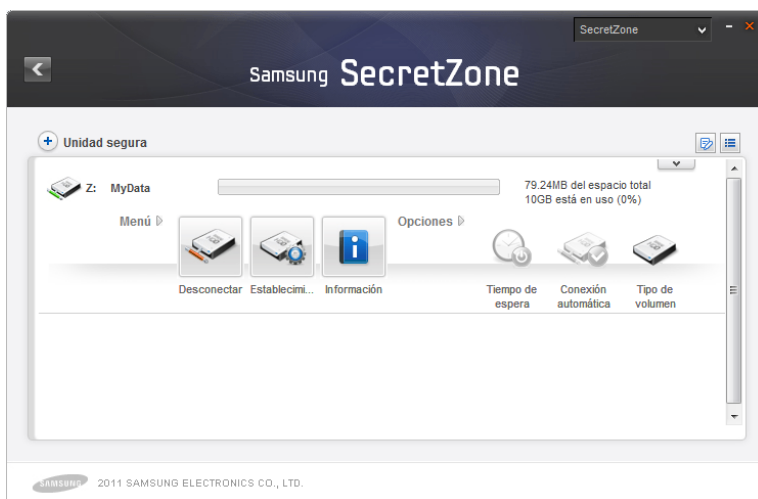 SecretZone
Samsung SecretZone
Unidad segura
Z: MyData
79.24MB del espacio total
10GB está en uso (0%)
Menú
Opciones
Desconectar
Establecimi...
Información
Tiempo de
espera
Conexión
automática
Tipo de
volumen
SAMSUNG
2011 SAMSUNG ELECTRONICS CO., LTD.